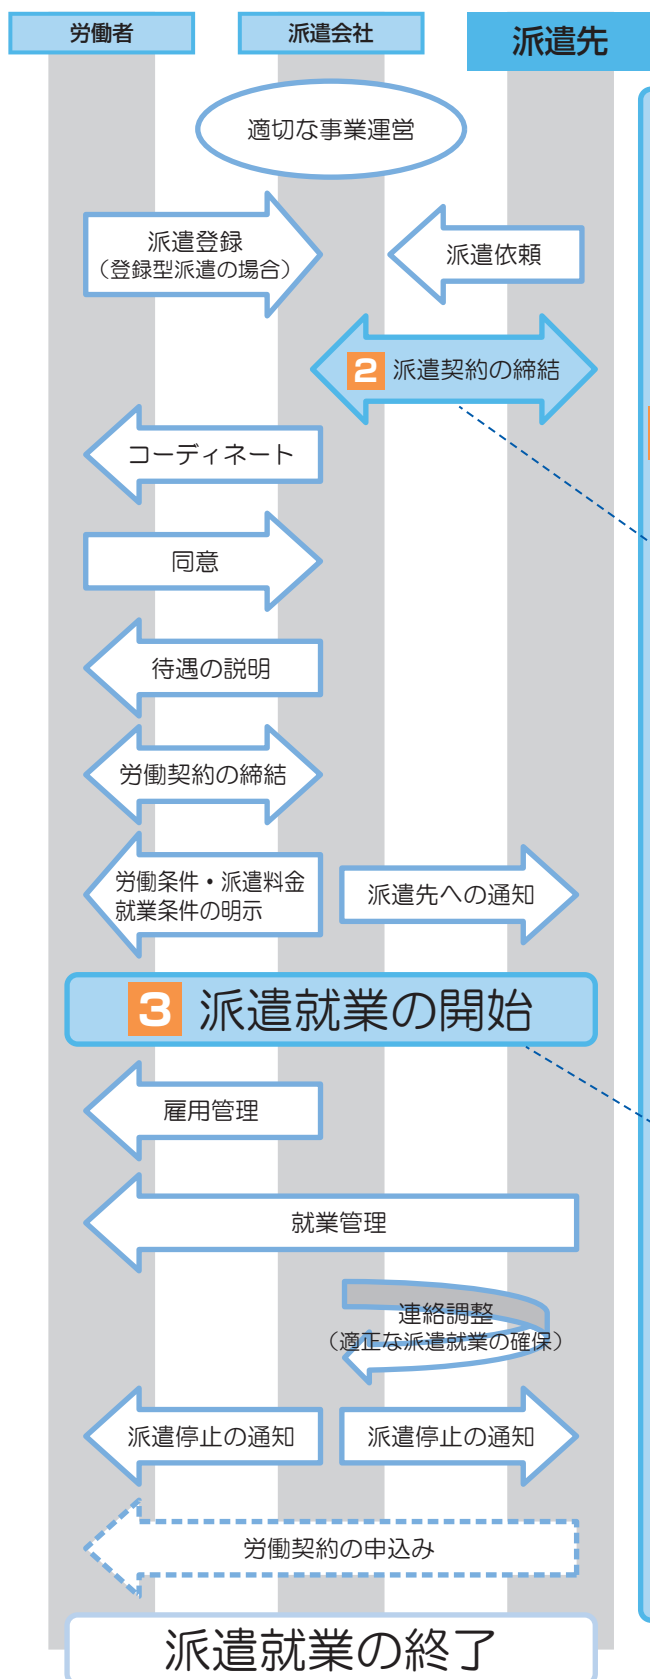 労働者
派遣会社
派遣先
適切な事業運営
派遣登録
（登録型派遣の場合）
派遣依頼
2 派遣契約の締結
コーディネート
同意
待遇の説明
労働契約の締結
労働条件・派遣料金
就業条件の明示
派遣先への通知
3 派遣就業の開始
雇用管理
就業管理
連絡調整
（適正な派遣就業の確保）
派遣停止の通知
派遣停止の通知
労働契約の申込み
派遣就業の終了